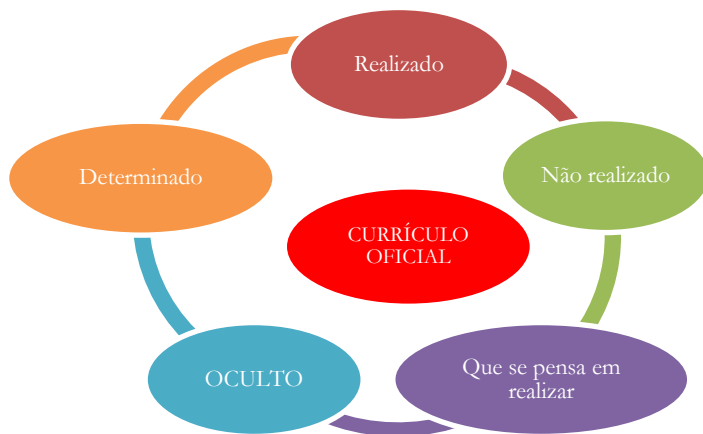 Realizado
Determinado
Não realizado
CURRÍCULO
OFICIAL
OCULTO
Que se pensa em
realizar